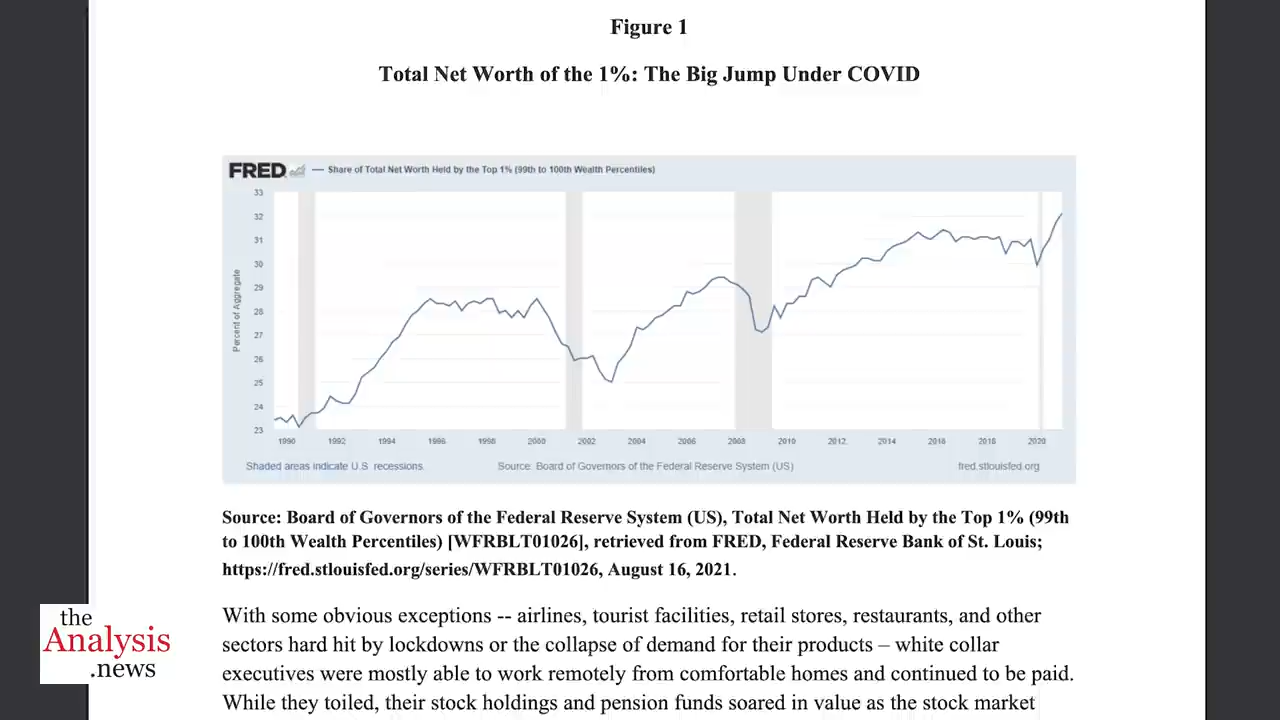 Figure 1
Total Net Worth of the 1%: The Big Jump Under COVID
FRED — Share of Total Net Worth Held by the Top 1% (99th to 100th Wealth Percentiles)
33
32
31
30
29
28
27
26
25
24
23
Percent of Aggregate
1990 1992 1994 1996 1998 2000 2002 2004 2006 2008 2010 2012 2014 2016 2018 2020
Shaded areas indicate U.S. recessions. Source: Board of Governors of the Federal Reserve System (US) fred.stlouisfed.org
Source: Board of Governors of the Federal Reserve System (US), Total Net Worth Held by the Top 1% (99th
to 100th Wealth Percentiles) [WFRBLT01026], retrieved from FRED, Federal Reserve Bank of St. Louis;
https://fred.stlouisfed.org/series/WFRBLT01026, August 16, 2021.
With some obvious exceptions -- airlines, tourist facilities, retail stores, restaurants, and other
sectors hard hit by lockdowns or the collapse of demand for their products – white collar
executives were mostly able to work remotely from comfortable homes and continued to be paid.
While they toiled, their stock holdings and pension funds soared in value as the stock market
the
Analysis
.news